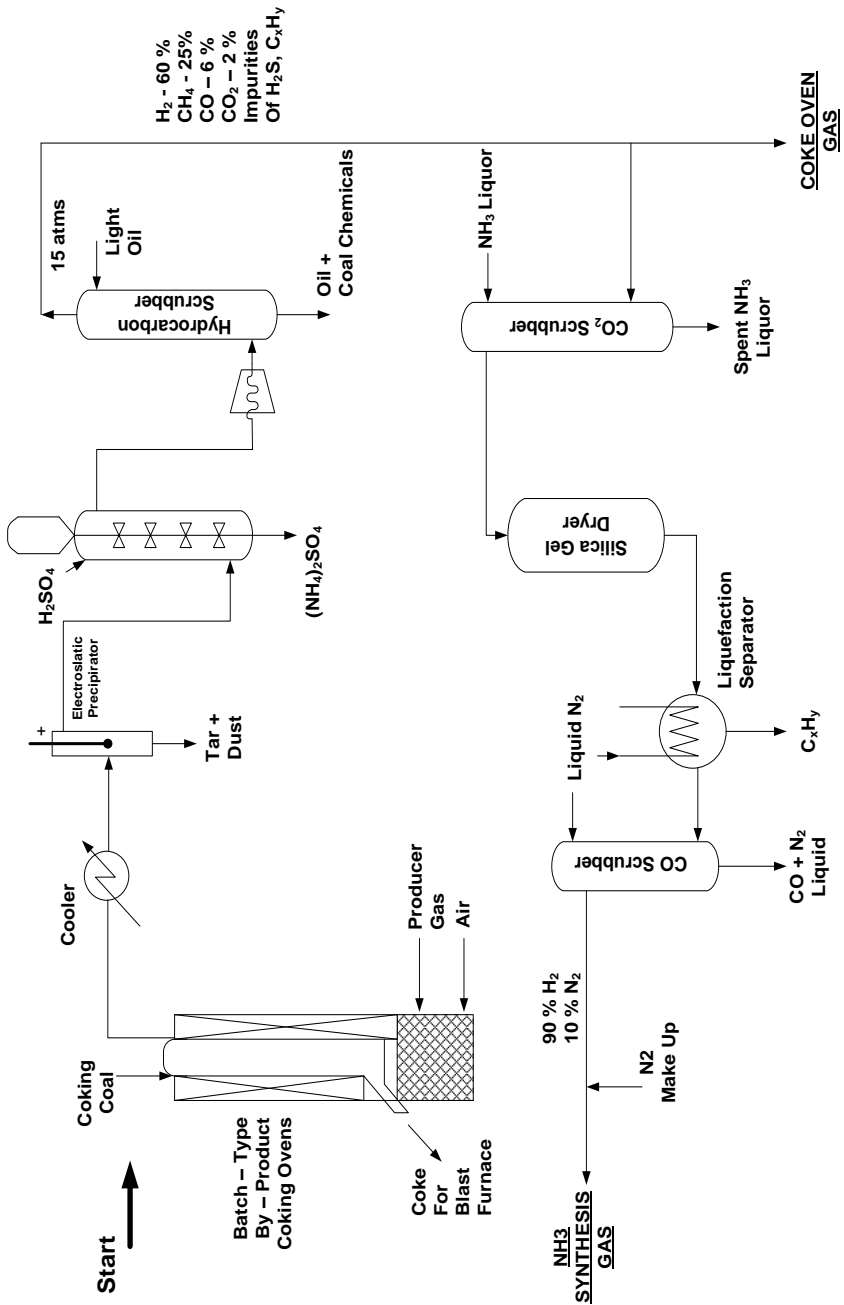 Start
Coking
Coal
Batch – Type
By – Product
Coking Ovens
Coke
For
Blast
Furnace
Producer
Gas
Air
Cooler
+
Electroslatic
Precipirator
Tar +
Dust
H₂SO₄
(NH₄)₂SO₄
Hydrocarbon
Scrubber
15 atms
Light
Oil
Oil +
Coal Chemicals
H₂ - 60 %
CH₄ - 25%
CO – 6 %
CO₂ – 2 %
Impurities
Of H₂S, CₓHᵧ
COKE OVEN
GAS
NH₃ Liquor
CO₂ Scrubber
Spent NH₃
Liquor
Silica Gel
Dryer
Liquefaction
Separator
Liquid N₂
CₓHᵧ
CO Scrubber
CO + N₂
Liquid
90 % H₂
10 % N₂
N2
Make Up
NH3
SYNTHESIS
GAS